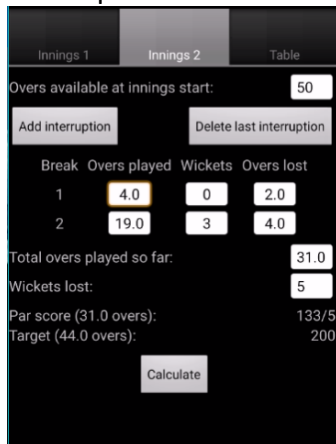 Innings 1 Innings 2 Table
Overs available at innings start: 50
Add interruption Delete last interruption
Break Overs played Wickets Overs lost
1 4.0 0 2.0
2 19.0 3 4.0
Total overs played so far: 31.0
Wickets lost: 5
Par score (31.0 overs): 133/5
Target (44.0 overs): 200
Calculate